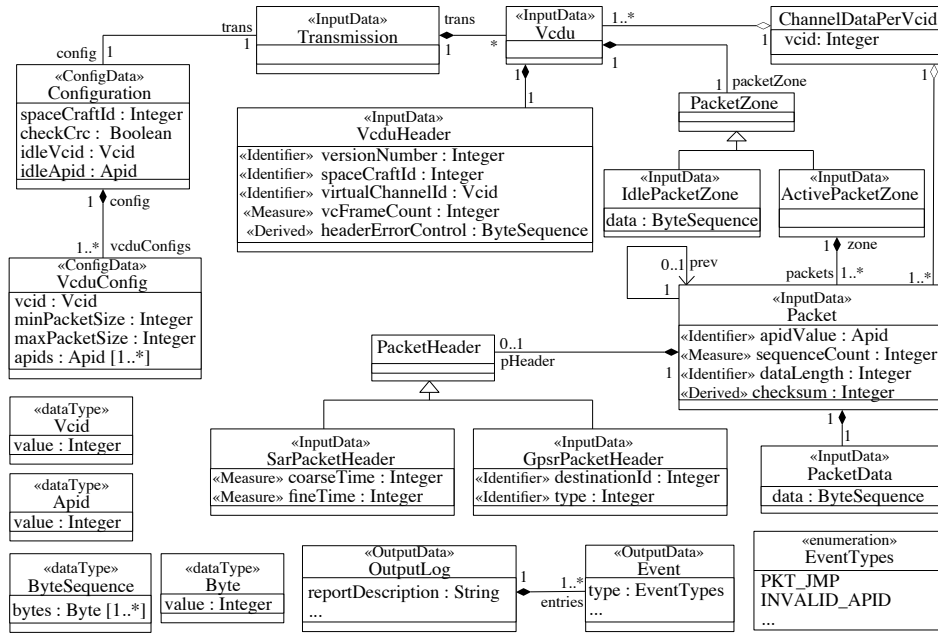 «InputData»
Transmission
trans
1
config
1
«ConfigData»
Configuration
spaceCraftId : Integer
checkCrc : Boolean
idleVcid : Vcid
idleApid : Apid
1
config
1..*
vcduConfigs
«ConfigData»
VcduConfig
vcid : Vcid
minPacketSize : Integer
maxPacketSize : Integer
apids : Apid [1..*]
trans
1
*
«InputData»
Vcdu
1..*
1
ChannelDataPerVcid
vcid: Integer
1
1
1
1
1
packetZone
PacketZone
«InputData»
VcduHeader
«Identifier» versionNumber : Integer
«Identifier» spaceCraftId : Integer
«Identifier» virtualChannelId : Vcid
«Measure» vcFrameCount : Integer
«Derived» headerErrorControl : ByteSequence
«InputData»
IdlePacketZone
data : ByteSequence
«InputData»
ActivePacketZone
1
zone
packets
1..*
1..*
0..1
prev
1
«InputData»
Packet
«Identifier» apidValue : Apid
«Measure» sequenceCount : Integer
«Identifier» dataLength : Integer
«Derived» checksum : Integer
PacketHeader
0..1
pHeader
1
«InputData»
SarPacketHeader
«Measure» coarseTime : Integer
«Measure» fineTime : Integer
«InputData»
GpsrPacketHeader
«Identifier» destinationId : Integer
«Identifier» type : Integer
1
1
«InputData»
PacketData
data : ByteSequence
«dataType»
Vcid
value : Integer
«dataType»
Apid
value : Integer
«dataType»
ByteSequence
bytes : Byte [1..*]
«dataType»
Byte
value : Integer
«OutputData»
OutputLog
reportDescription : String
...
1
1..*
entries
«OutputData»
Event
type : EventTypes
...
«enumeration»
EventTypes
PKT_JMP
INVALID_APID
...